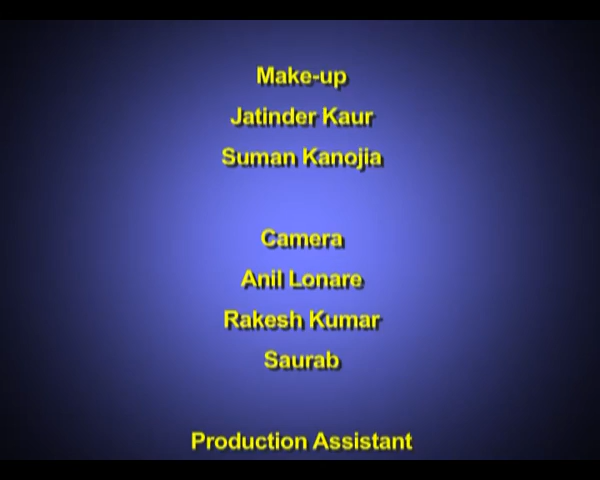 Make-up
Jatinder Kaur
Suman Kanojia
Camera
Anil Lonare
Rakesh Kumar
Saurab
Production Assistant